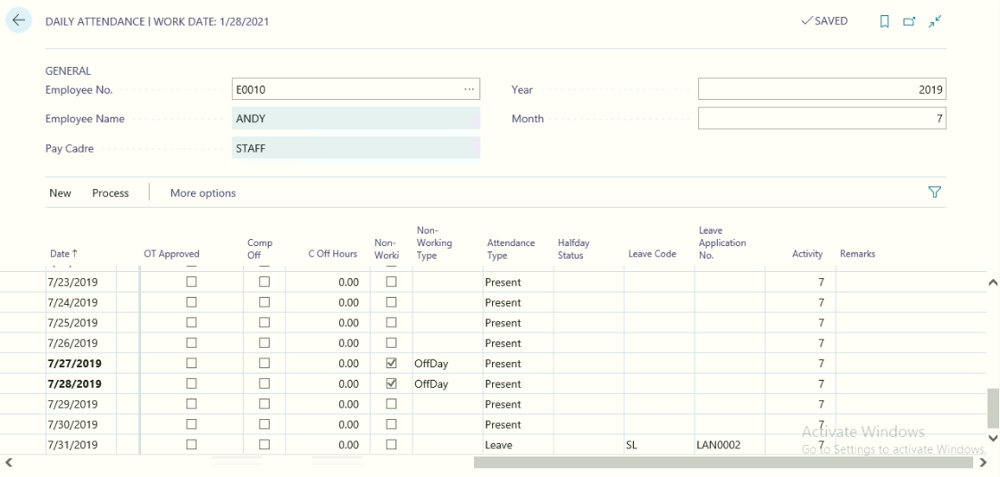 DAILY ATTENDANCE | WORK DATE: 1/28/2021
SAVED
GENERAL
Employee No. E0010 ... Year 2019
Employee Name ANDY Month 7
Pay Cadre STAFF
New Process More options
Date ↑ OT Approved Comp Off C Off Hours Non-Worki Non-Working Type Attendance Type Halfday Status Leave Code Leave Application No. Activity Remarks
7/23/2019 0.00 Present 7
7/24/2019 0.00 Present 7
7/25/2019 0.00 Present 7
7/26/2019 0.00 Present 7
7/27/2019 0.00 OffDay Present 7
7/28/2019 0.00 OffDay Present 7
7/29/2019 0.00 Present 7
7/30/2019 0.00 Present 7
7/31/2019 0.00 Leave SL LAN0002 7
Activate Windows
Go to Settings to activate Windows.